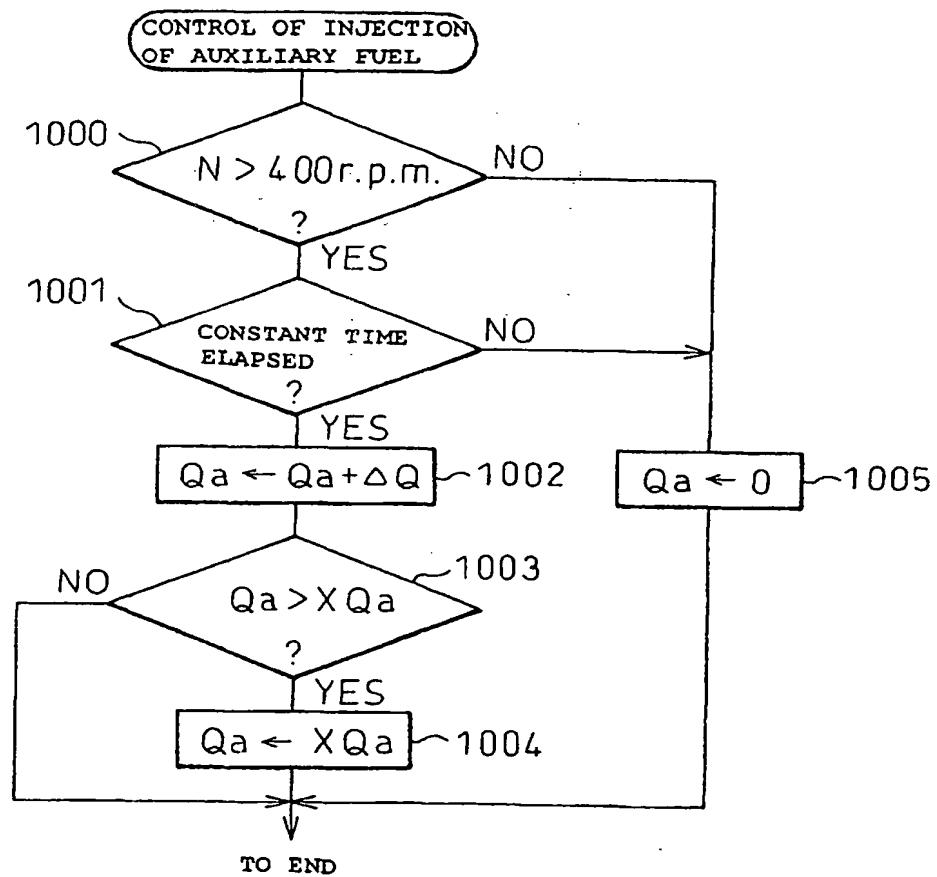 CONTROL OF INJECTION
OF AUXILIARY FUEL
1000
N > 400r.p.m.
?
NO
YES
1001
CONSTANT TIME
ELAPSED
?
NO
YES
Qa ← Qa + ΔQ
1002
Qa ← 0
1005
NO
Qa > XQa
?
1003
YES
Qa ← XQa
1004
TO END